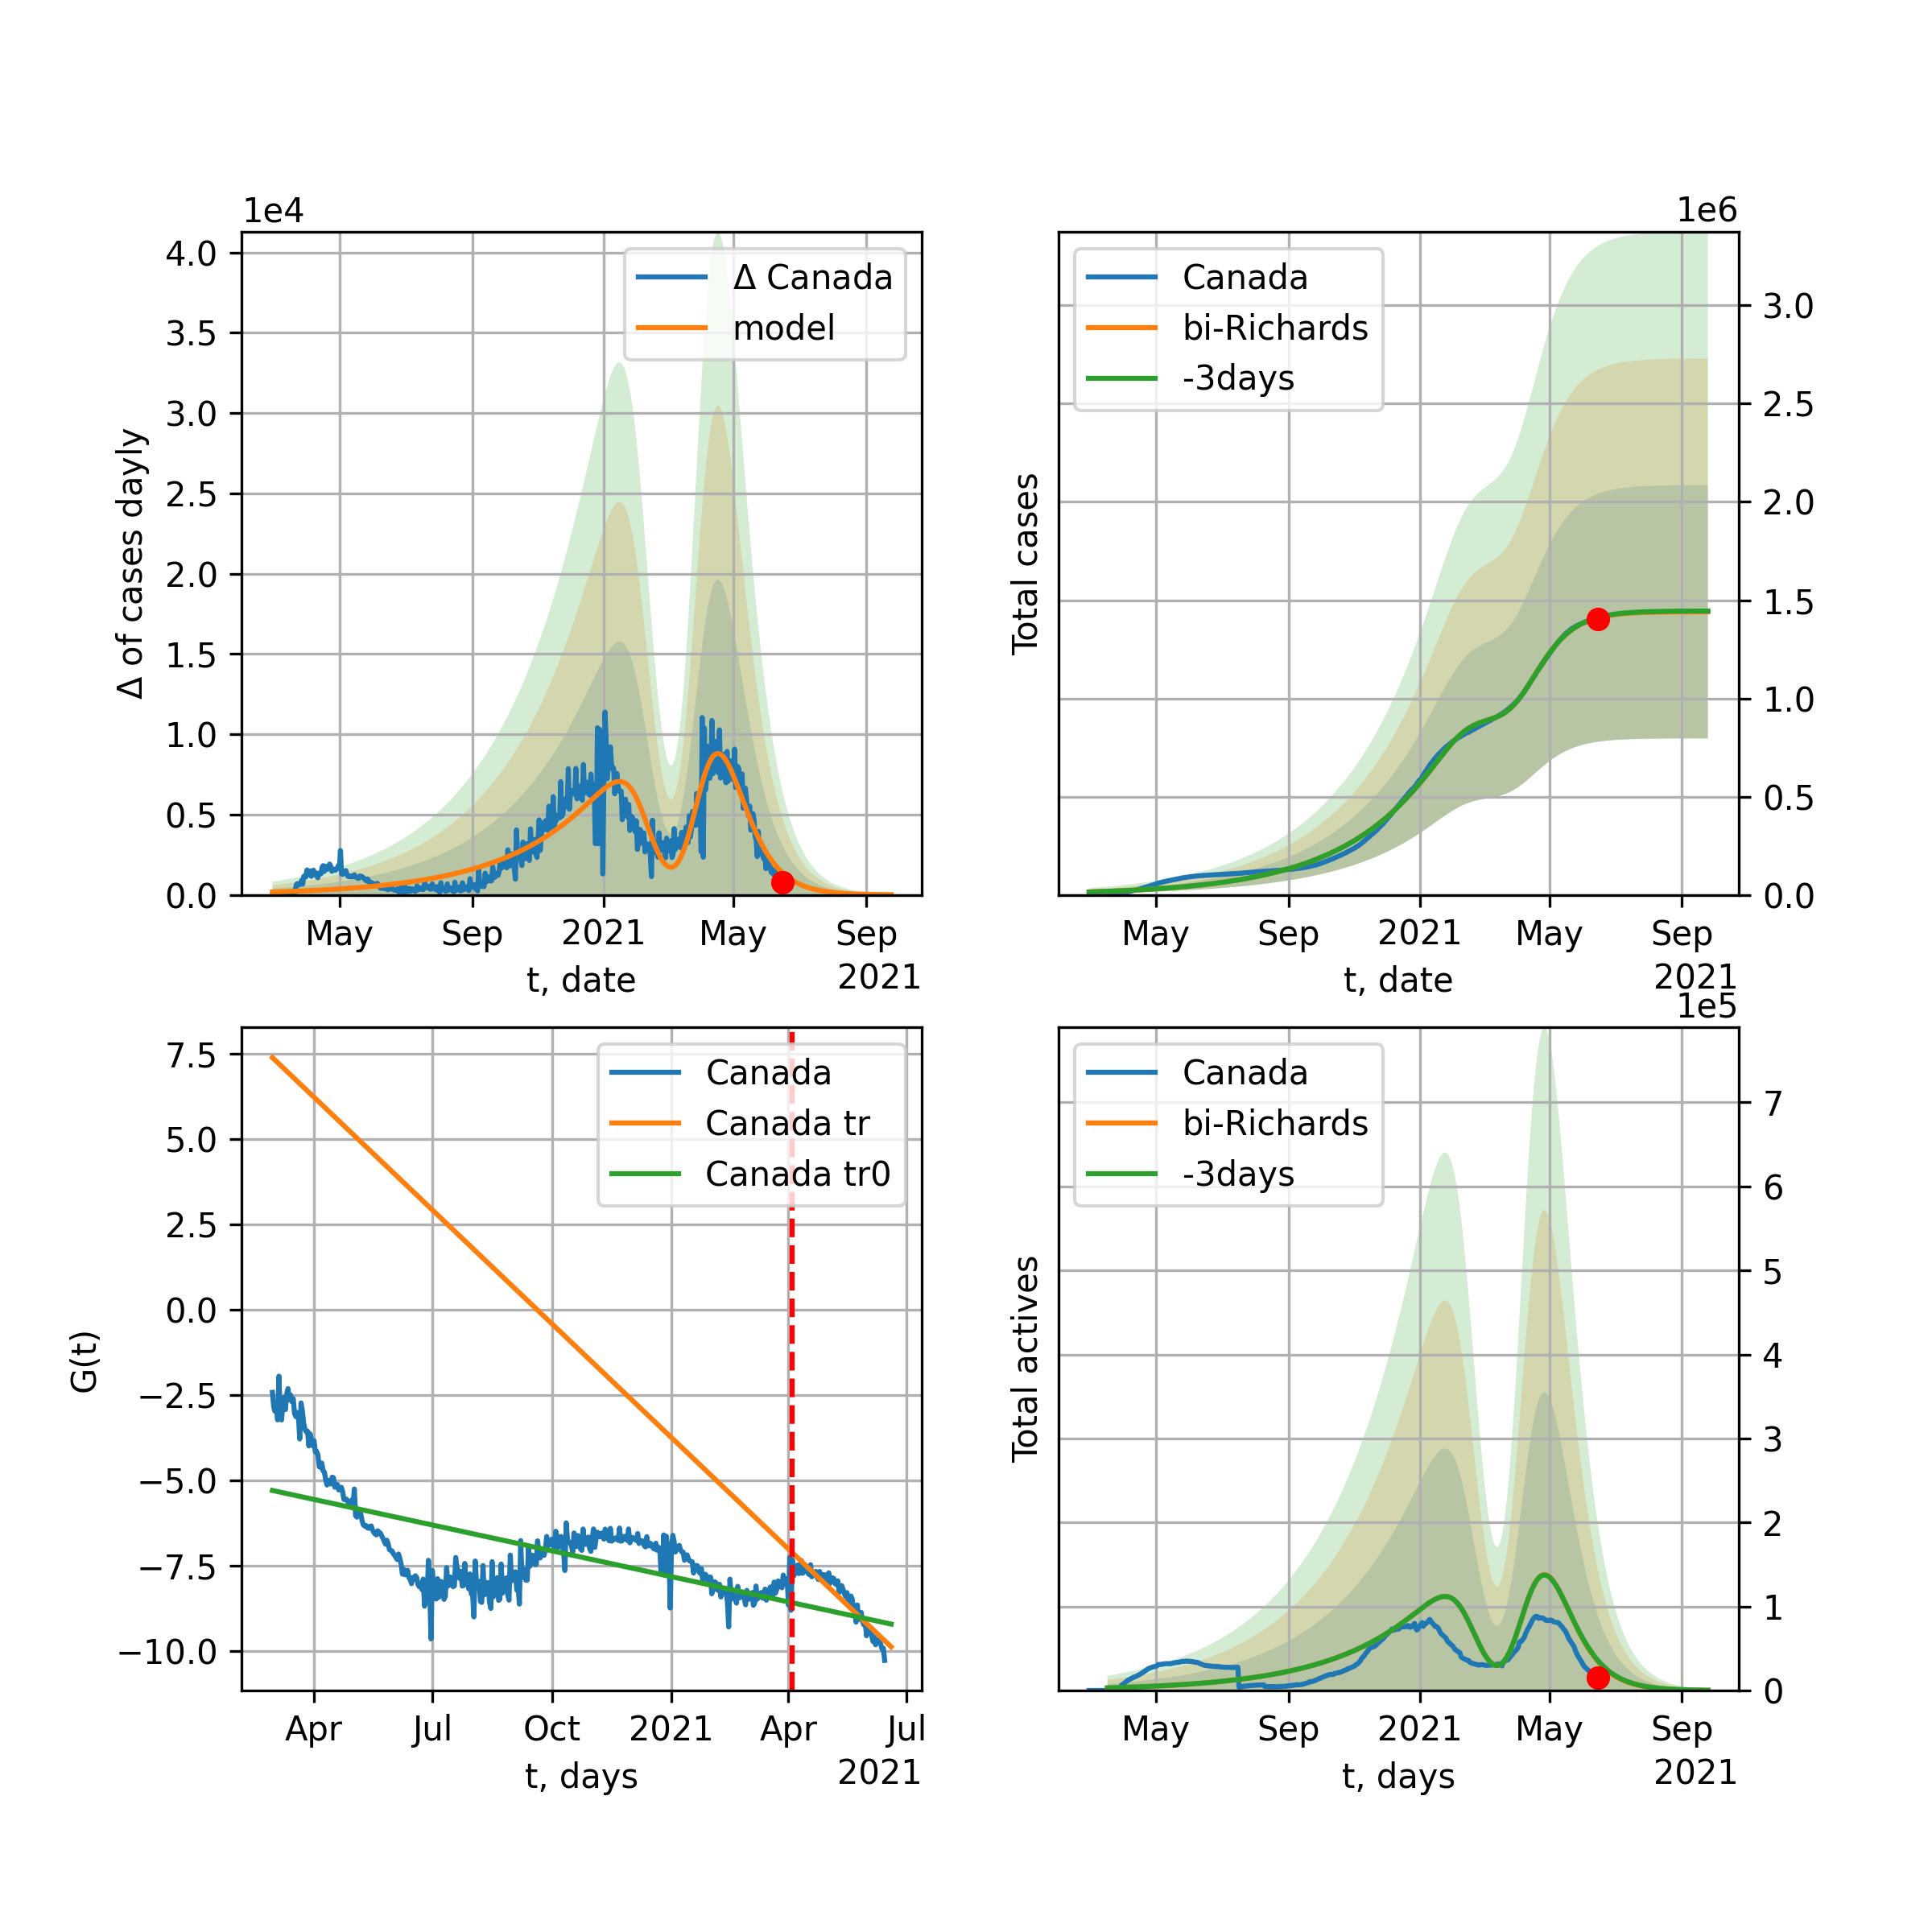 1e4
4.0
3.5
3.0
2.5
2.0
1.5
1.0
0.5
0.0
Δ of cases dayly
Δ Canada
model
May Sep 2021 May Sep
t, date
2021
1e6
Canada
bi-Richards
-3days
Total cases
3.0
2.5
2.0
1.5
1.0
0.5
0.0
May Sep 2021 May Sep
t, date
2021
7.5
5.0
2.5
0.0
−2.5
−5.0
−7.5
−10.0
G(t)
Canada
Canada tr
Canada tr0
Apr Jul Oct 2021 Apr Jul
t, days
2021
1e5
Canada
bi-Richards
-3days
Total actives
7
6
5
4
3
2
1
0
May Sep 2021 May Sep
t, days
2021